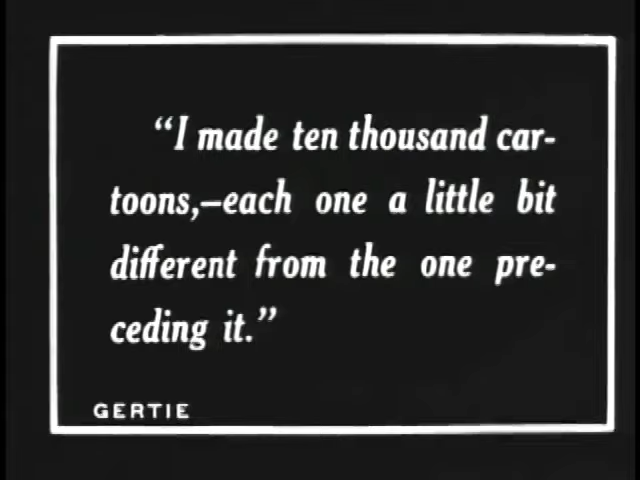 “I made ten thousand car-
toons,–each one a little bit
different from the one pre-
ceding it.”
GERTIE